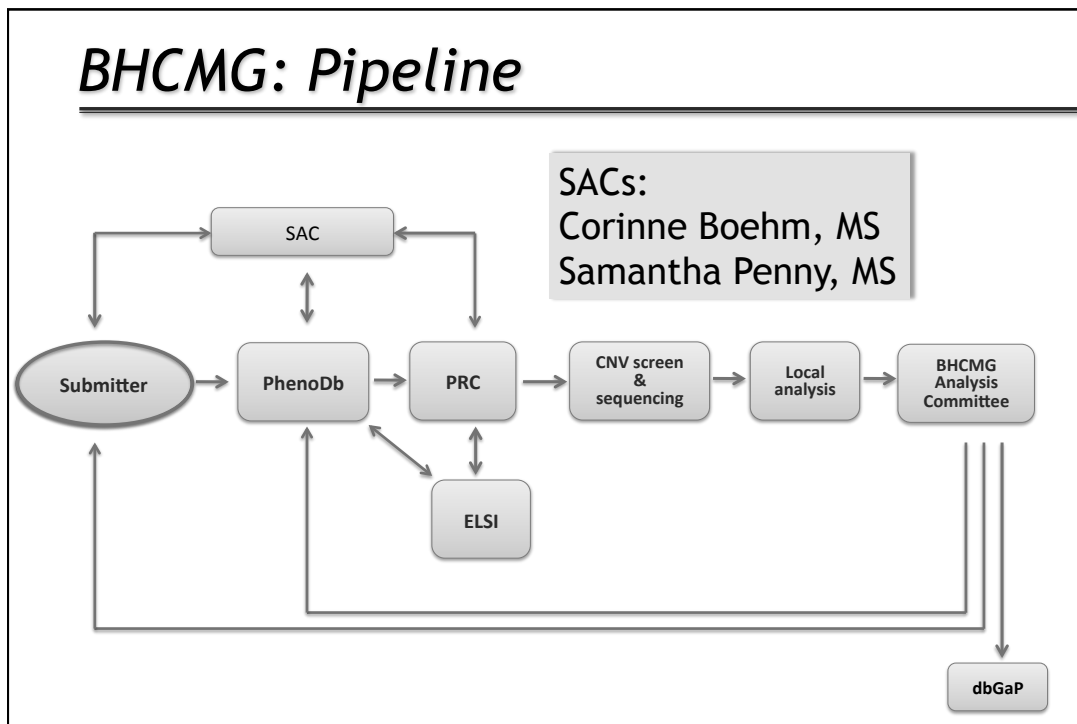 BHCMG: Pipeline
SACs:
Corinne Boehm, MS
Samantha Penny, MS
SAC
Submitter
PhenoDb
PRC
CNV screen
&
sequencing
Local
analysis
BHCMG
Analysis
Committee
ELSI
dbGaP